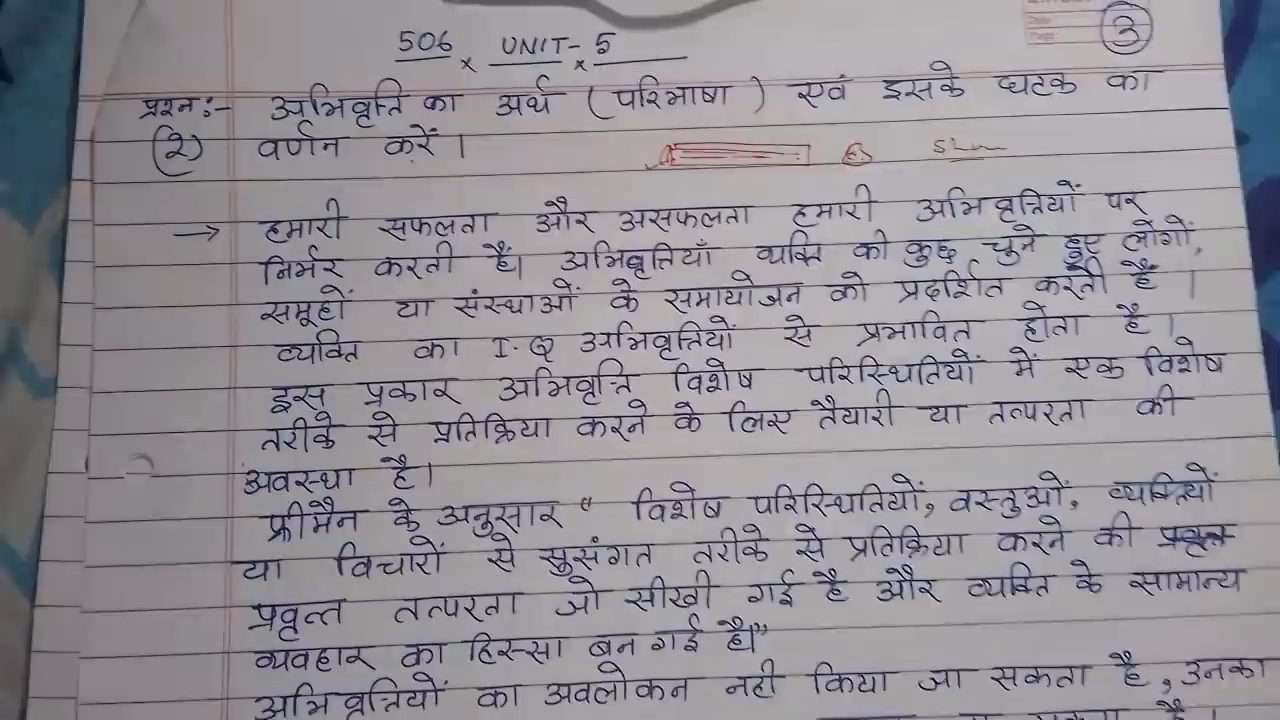 ③
506 × UNIT- × 5
प्रश्न:- अभिवृत्ति का अर्थ ( परिभाषा ) एवं इसके घटक का
(2) वर्णन करें।
→ हमारी सफलता और असफलता हमारी अभिवृत्तियों पर
निर्भर करती है। अभिवृत्तियाँ व्यक्ति की कुछ चुने हुए लोगों,
समूहों या संस्थाओं के समायोजन को प्रदर्शित करती है ।
व्यक्ति का I.Q अभिवृत्तियों से प्रभावित होता है।
इस प्रकार अभिवृत्ति विशेष परिस्थितियों में एक विशेष
तरीके से प्रतिक्रिया करने के लिए तैयारी या तत्परता की
अवस्था है।
फ्रीमैन के अनुसार “ विशेष परिस्थितियों, वस्तुओं, व्यक्तियों
या विचारों से सुसंगत तरीके से प्रतिक्रिया करने की
प्रवृन्त तत्परता जो सीखी गई है और व्यक्ति के सामान्य
व्यवहार का हिस्सा बन गई है।”
अभिवृत्तियों का अवलोकन नही किया जा सकता है, उनका